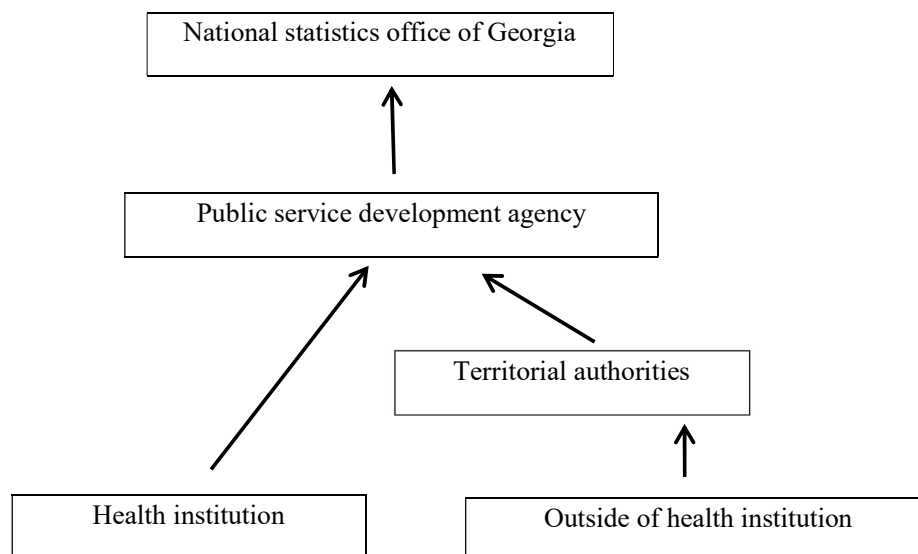 National statistics office of Georgia
Public service development agency
Territorial authorities
Health institution
Outside of health institution